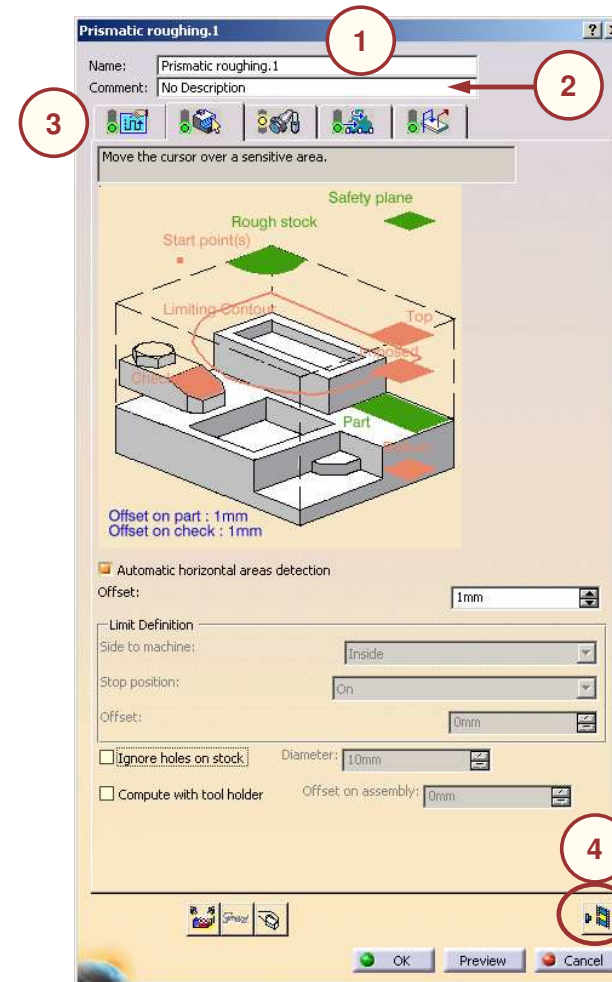 Prismatic roughing.1
1
Name: Prismatic roughing.1
Comment: No Description
2
3
Move the cursor over a sensitive area.
Safety plane
Rough stock
Start point(s)
Limiting Contour
Top
Imposed
Check
Part
Bottom
Offset on part : 1mm
Offset on check : 1mm
Automatic horizontal areas detection
Offset: 1mm
Limit Definition
Side to machine: Inside
Stop position: On
Offset: 0mm
Ignore holes on stock Diameter: 10mm
Compute with tool holder Offset on assembly: 0mm
4
OK Preview Cancel